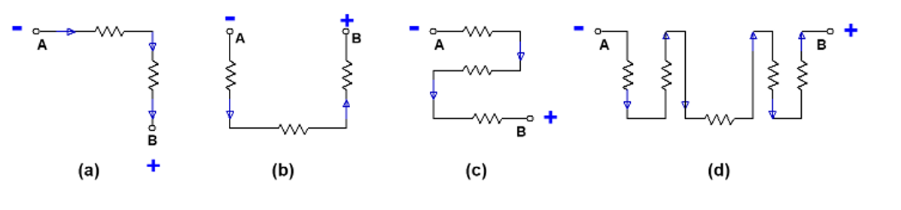 - A B + (a)
- A + B (b)
- A B + (c)
- A B + (d)